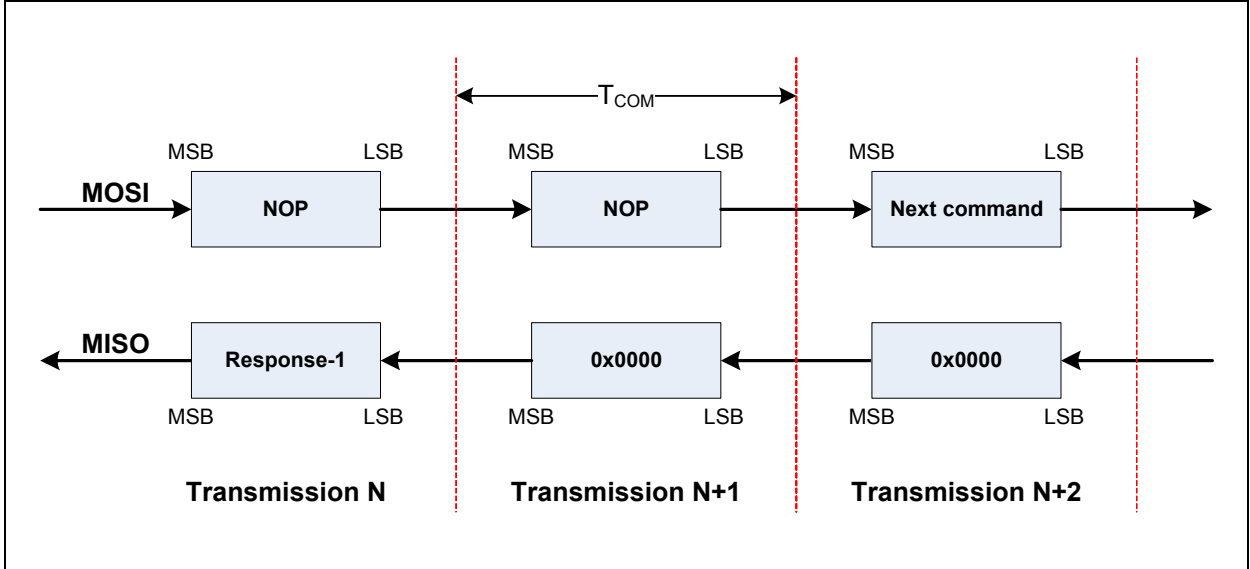 TCOM
MSB LSB MSB LSB MSB LSB
MOSI NOP NOP Next command
MISO Response-1 0x0000 0x0000
MSB LSB MSB LSB MSB LSB
Transmission N Transmission N+1 Transmission N+2